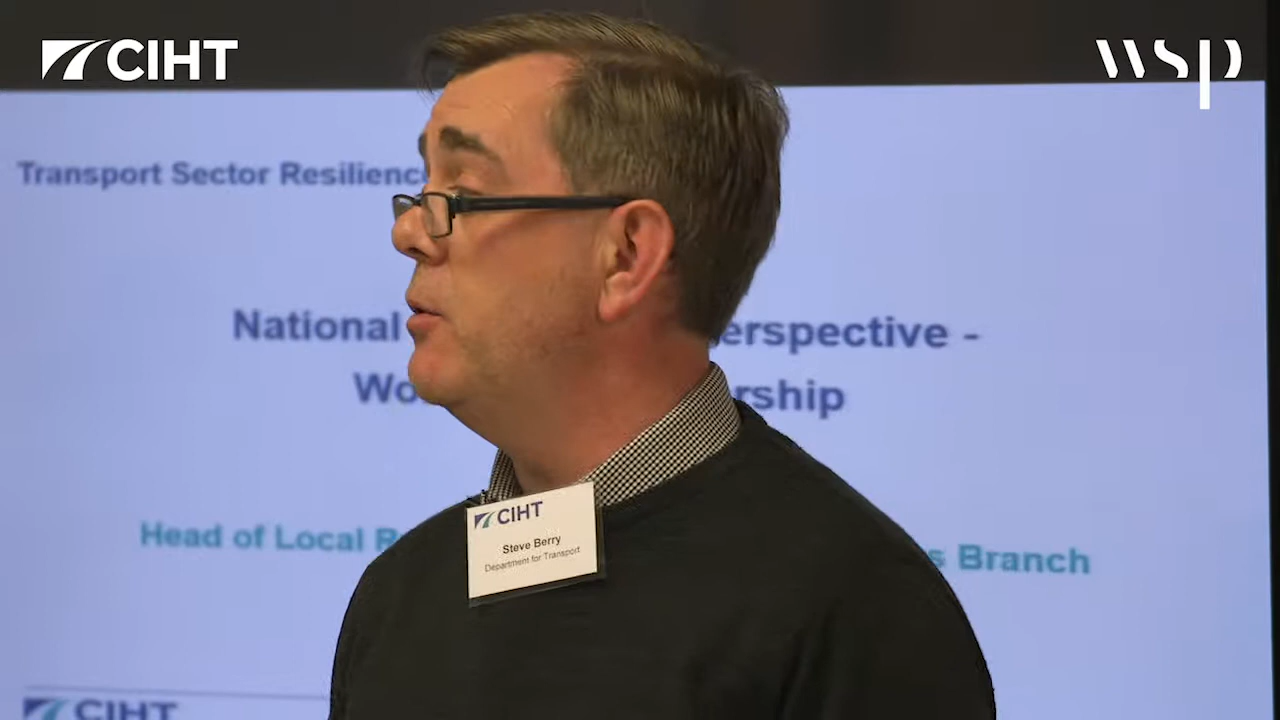 CIHT
wsp
Transport Sector Resilienc
National erspective -
Wo rship
Head of Local R s Branch
CIHT
Steve Berry
Department for Transport
CIHT